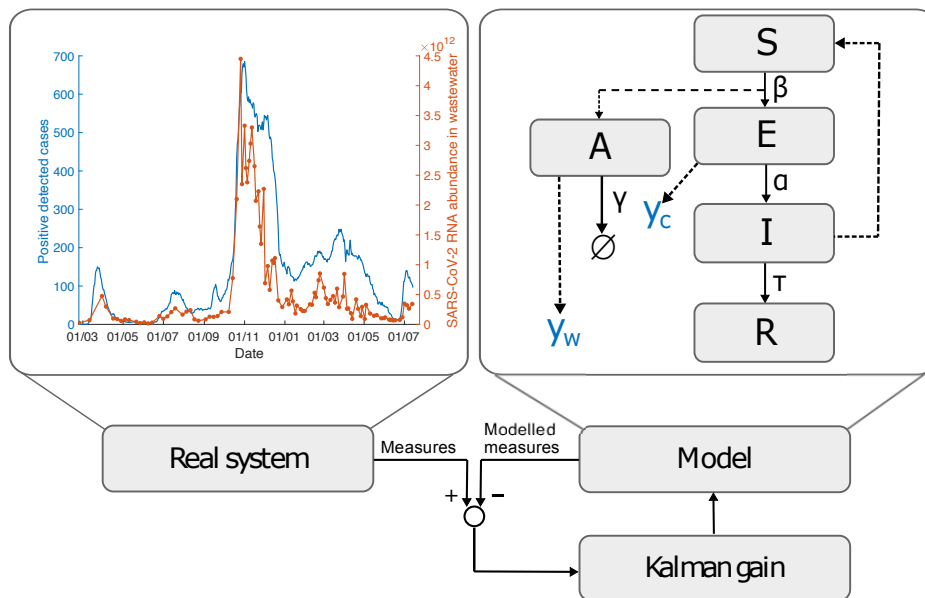 ×10^12
700
600
500
400
300
200
100
0
Positive detected cases
4.5
4
3.5
3
2.5
2
1.5
1
0.5
0
SARS-CoV-2 RNA abundance in wastewater
01/03 01/05 01/07 01/09 01/11 01/01 01/03 01/05 01/07
Date
S
β
A
E
γ
α
y_c
I
∅
τ
y_w
R
Real system
Measures
Modelled
measures
Model
+ −
Kalman gain